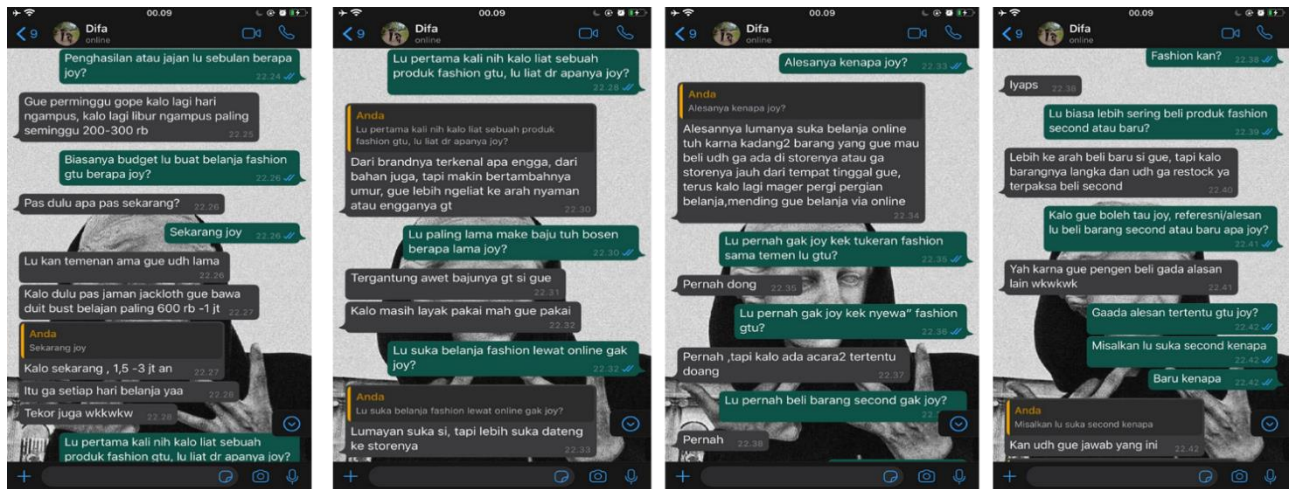 00.09
9
Difa
online
Penghasilan atau jajan lu sebulan berapa
joy?
22.24
Gue perminggu gope kalo lagi hari
ngampus, kalo lagi libur ngampus paling
seminggu 200-300 rb
22.25
Biasanya budget lu buat belanja fashion
gtu berapa joy?
22.26
Pas dulu apa pas sekarang?
22.26
Sekarang joy
22.26
Lu kan temenan ama gue udh lama
22.26
Kalo dulu pas jaman jackloth gue bawa
duit bust belajan paling 600 rb -1 jt
22.27
Anda
Sekarang joy
Kalo sekarang , 1,5 -3 jt an
22.27
Itu ga setiap hari belanja yaa
22.28
Tekor juga wkkwkw
22.28
Lu pertama kali nih kalo liat sebuah
produk fashion gtu, lu liat dr apanya joy?
00.09
9
Difa
online
Lu pertama kali nih kalo liat sebuah
produk fashion gtu, lu liat dr apanya joy?
22.28
Anda
Lu pertama kali nih kalo liat sebuah produk
fashion gtu, lu liat dr apanya joy?
Dari brandnya terkenal apa engga, dari
bahan juga, tapi makin bertambahnya
umur, gue lebih ngeliat ke arah nyaman
atau engganya gt
22.30
Lu paling lama make baju tuh bosen
berapa lama joy?
22.30
Tergantung awet bajunya gt si gue
22.31
Kalo masih layak pakai mah gue pakai
22.32
Lu suka belanja fashion lewat online gak
joy?
22.32
Anda
Lu suka belanja fashion lewat online gak joy?
Lumayan suka si, tapi lebih suka dateng
ke storenya
22.33
00.09
9
Difa
online
Alesanya kenapa joy?
22.33
Anda
Alesanya kenapa joy?
Alesannya lumanya suka belanja online
tuh karna kadang2 barang yang gue mau
beli udh ga ada di storenya atau ga
storenya jauh dari tempat tinggal gue,
terus kalo lagi mager pergi pergian
belanja,mending gue belanja via online
22.34
Lu pernah gak joy kek tukeran fashion
sama temen lu gtu?
22.35
Pernah dong
22.35
Lu pernah gak joy kek nyewa" fashion
gtu?
22.36
Pernah ,tapi kalo ada acara2 tertentu
doang
22.37
Lu pernah beli barang second gak joy?
Pernah
22.38
00.09
9
Difa
online
Fashion kan?
22.38
Iyaps
22.38
Lu biasa lebih sering beli produk fashion
second atau baru?
22.39
Lebih ke arah beli baru si gue, tapi kalo
barangnya langka dan udh ga restock ya
terpaksa beli second
22.40
Kalo gue boleh tau joy, referesni/alesan
lu beli barang second atau baru apa joy?
22.41
Yah karna gue pengen beli gada alasan
lain wkwkwk
22.41
Gaada alesan tertentu gtu joy?
22.42
Misalkan lu suka second kenapa
22.42
Baru kenapa
22.42
Anda
Misalkan lu suka second kenapa
Kan udh gue jawab yang ini
22.42